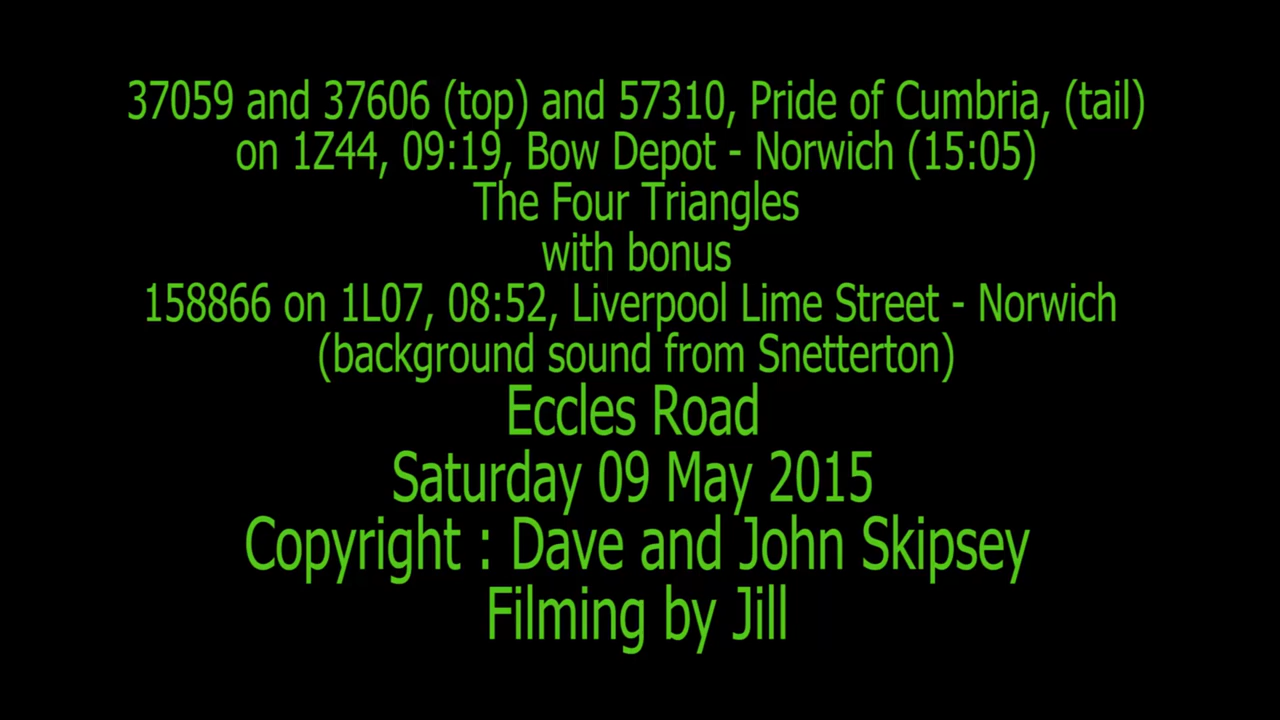 37059 and 37606 (top) and 57310, Pride of Cumbria, (tail)
on 1Z44, 09:19, Bow Depot - Norwich (15:05)
The Four Triangles
with bonus
158866 on 1L07, 08:52, Liverpool Lime Street - Norwich
(background sound from Snetterton)
Eccles Road
Saturday 09 May 2015
Copyright : Dave and John Skipsey
Filming by Jill